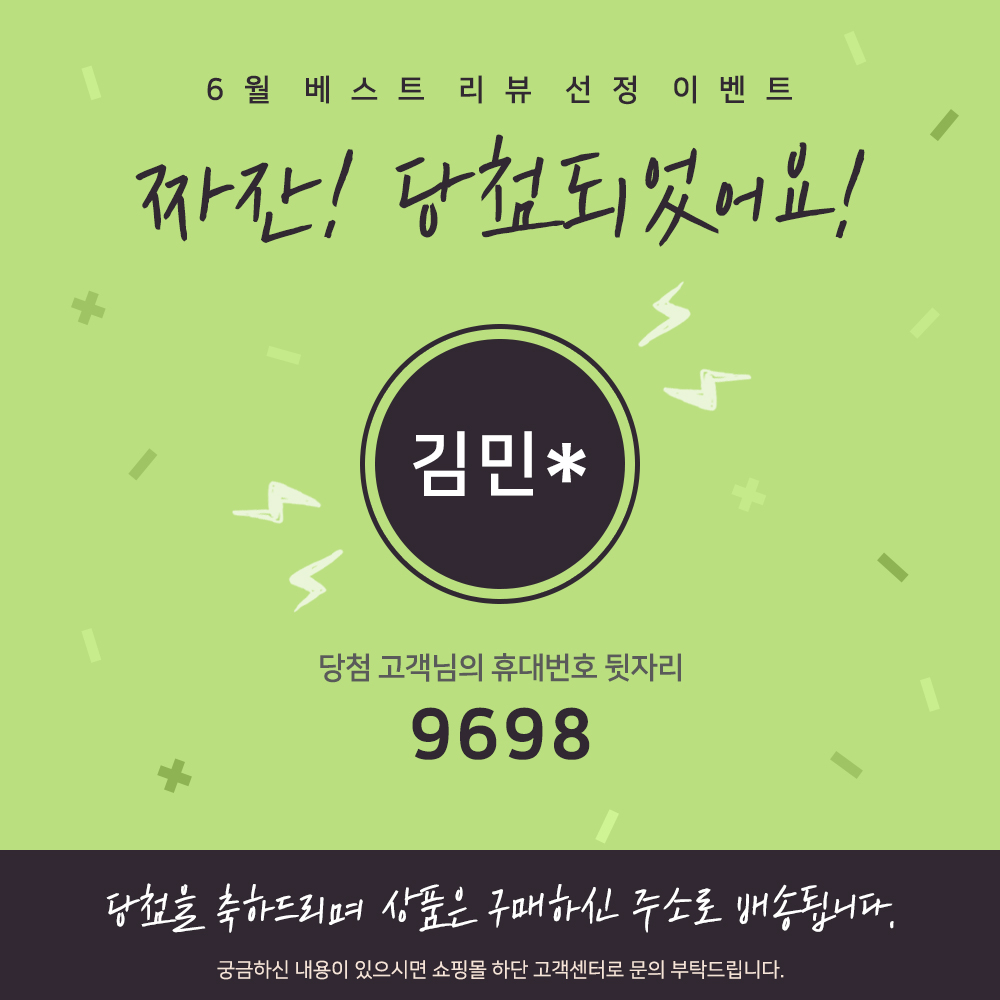 6월 베스트 리뷰 선정 이벤트
짜잔! 당첨되었어요!
김민*
당첨 고객님의 휴대번호 뒷자리
9698
당첨을 축하드리며 상품은 구매하신 주소로 배송됩니다.
궁금하신 내용이 있으시면 쇼핑몰 하단 고객센터로 문의 부탁드립니다.